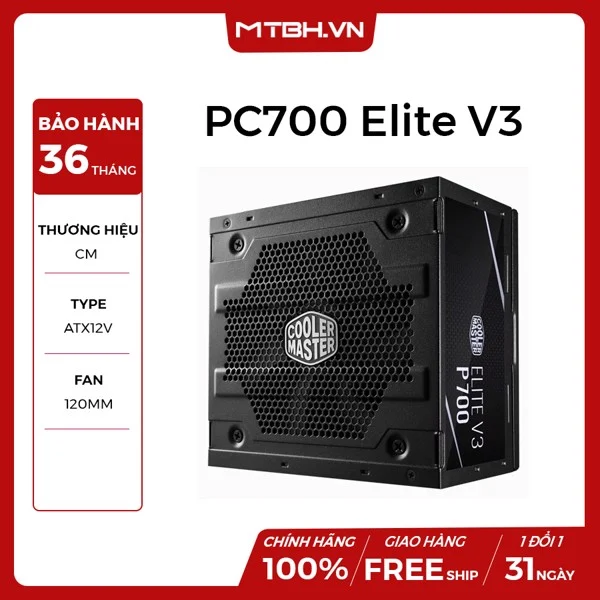 MTBH.VN
BẢO HÀNH
36 THÁNG
THƯƠNG HIỆU
CM
TYPE
ATX12V
FAN
120MM
PC700 Elite V3
COOLER
MASTER
COOLER
MASTER
ELITE V3
P700
CHÍNH HÃNG
100%
GIAO HÀNG
FREE SHIP
1 ĐỔI 1
31 NGÀY